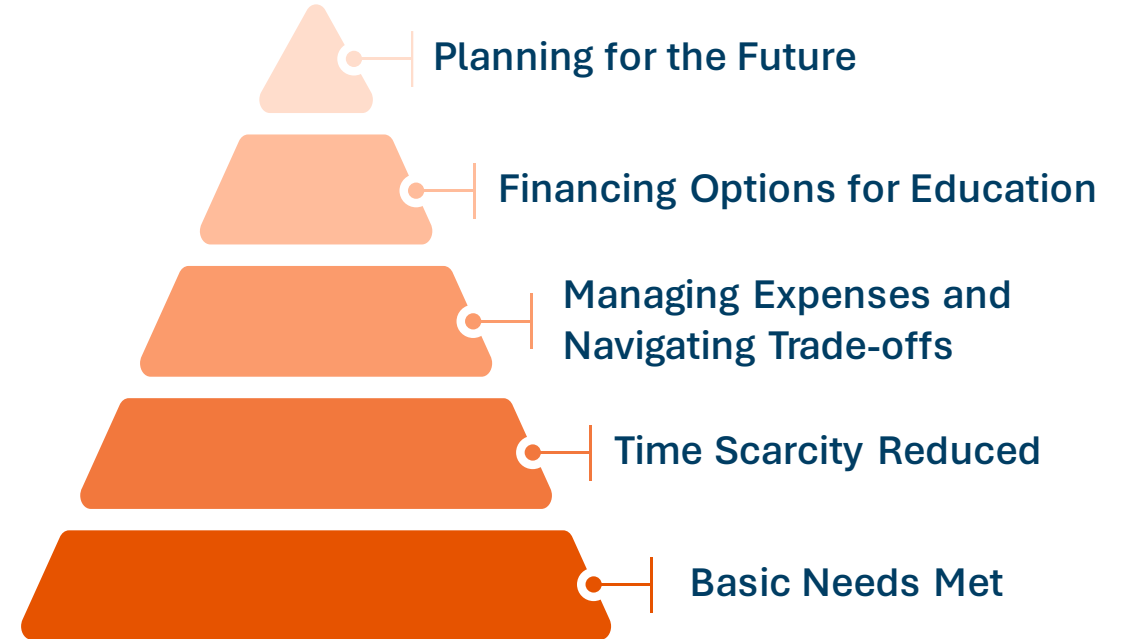 Planning for the Future
Financing Options for Education
Managing Expenses and
Navigating Trade-offs
Time Scarcity Reduced
Basic Needs Met